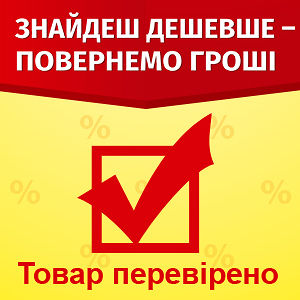 ЗНАЙДЕШ ДЕШЕВШЕ –
ПОВЕРНЕМО ГРОШІ
% %
% %
Товар перевірено